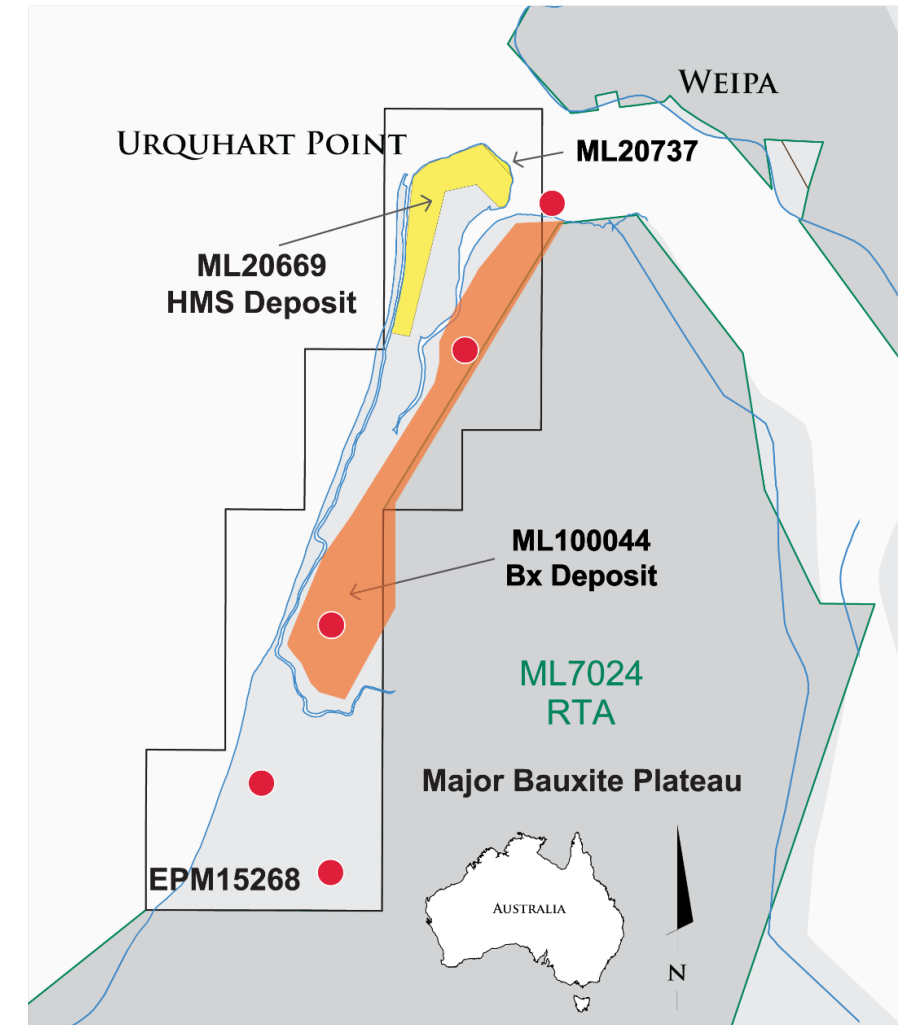 WEIPA
URQUHART POINT
ML20737
ML20669
HMS Deposit
ML100044
Bx Deposit
ML7024
RTA
Major Bauxite Plateau
EPM15268
AUSTRALIA
N